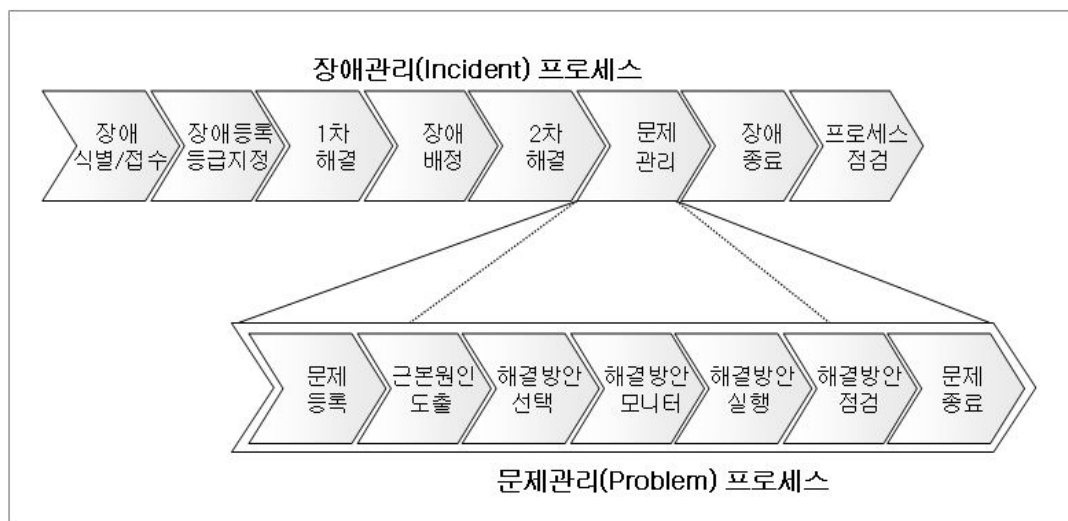 장애관리(Incident) 프로세스
장애
식별/접수
장애등록
등급지정
1차
해결
장애
배정
2차
해결
문제
관리
장애
종료
프로세스
점검
문제
등록
근본원인
도출
해결방안
선택
해결방안
모니터
해결방안
실행
해결방안
점검
문제
종료
문제관리(Problem) 프로세스